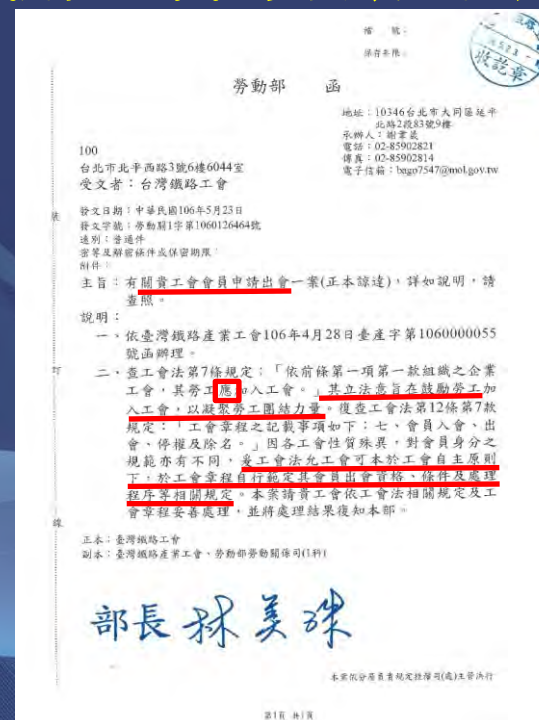 檔 號：
保存年限：
收訖章
勞動部 函
地址：10346台北市大同區延平
北路2段83號9樓
承辦人：謝聿晨
電話：02-85902821
傳真：02-85902814
電子信箱：bago7547@mol.gov.tw
100
台北市北平西路3號6樓6044室
受文者：台灣鐵路工會
發文日期：中華民國106年5月23日
發文字號：勞動關1字第1060126464號
速別：普通件
密等及解密條件或保密期限：
附件：
主旨：有關貴工會會員申請出會一案(正本諒達)，詳如說明，請
查照。
說明：
一、依臺灣鐵路產業工會106年4月28日臺產字第1060000055
號函辦理。
二、查工會法第7條規定：「依前條第一項第一款組織之企業
工會，其勞工應加入工會。」其立法意旨在鼓勵勞工加
入工會，以凝聚勞工團結力量。復查工會法第12條第7款
規定：「工會章程之記載事項如下：七、會員入會、出
會、停權及除名。」因各工會性質殊異，對會員身分之
規範亦有不同，爰工會法允工會可本於工會自主原則
下，於工會章程自行範定其會員出會資格、條件及處理
程序等相關規定。本案請貴工會依工會法相關規定及工
會章程妥善處理，並將處理結果復知本部。
正本：臺灣鐵路工會
副本：臺灣鐵路產業工會、勞動部勞動關係司(1科)
部長 林美珠
本案依分層負責規定授權司(處)主管決行
第1頁 共1頁
裝
訂
線